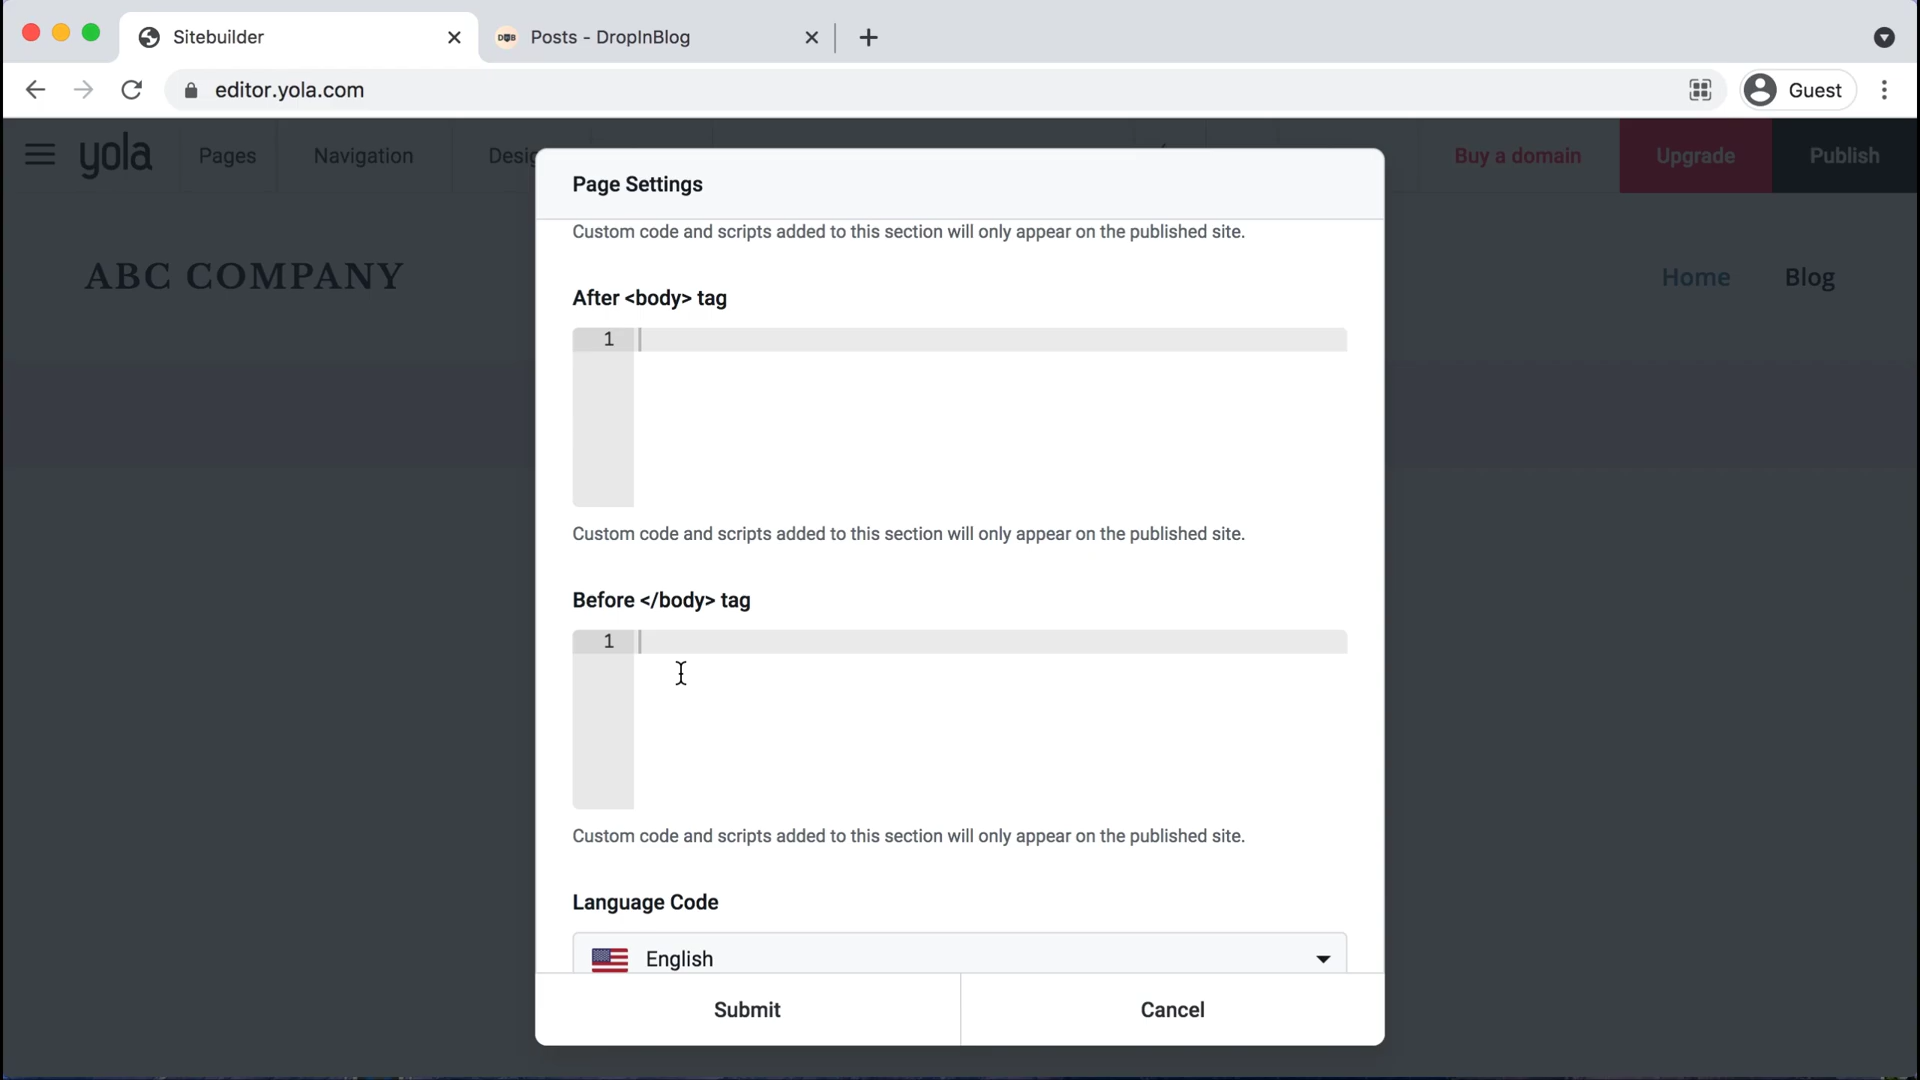 Sitebuilder
Posts - DropInBlog
editor.yola.com
Guest
yola
Pages
Navigation
Desig
Buy a domain
Upgrade
Publish
Page Settings
Custom code and scripts added to this section will only appear on the published site.
ABC COMPANY
Home
Blog
After <body> tag
1
Custom code and scripts added to this section will only appear on the published site.
Before </body> tag
1
Custom code and scripts added to this section will only appear on the published site.
Language Code
English
Submit
Cancel